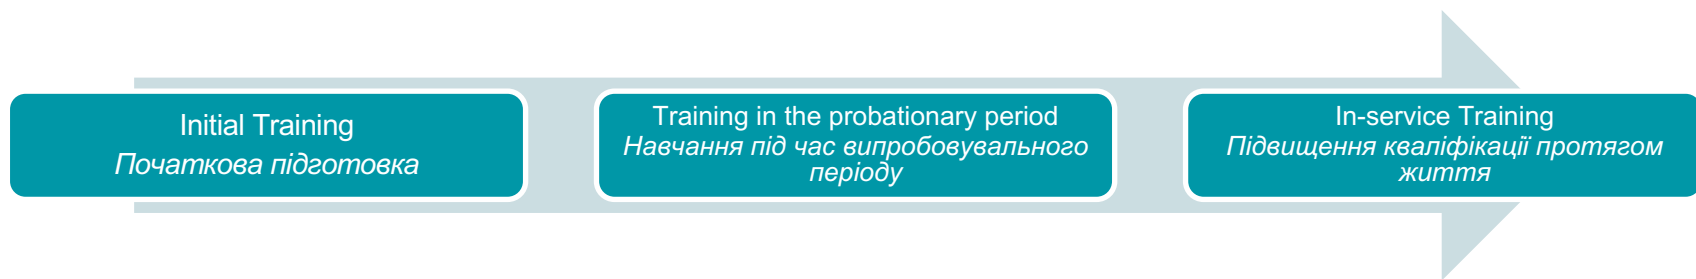 Initial Training
Початкова підготовка
Training in the probationary period
Навчання під час випробовувального
періоду
In-service Training
Підвищення кваліфікації протягом
життя